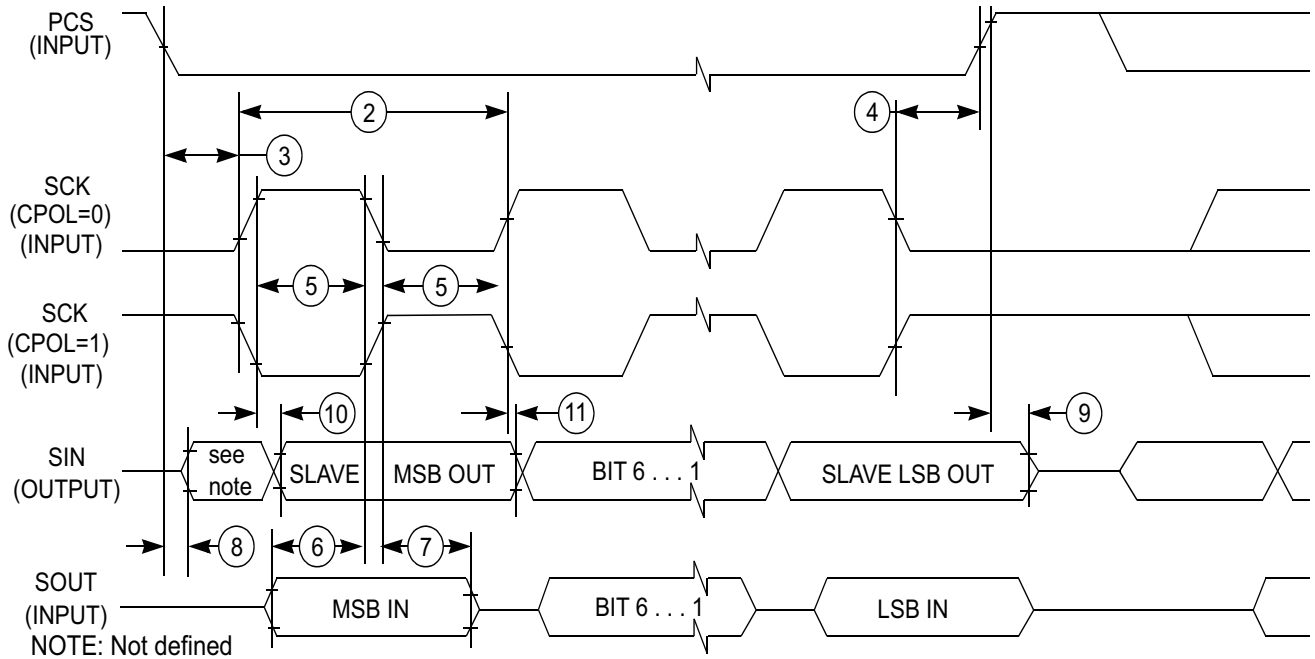 PCS
(INPUT)
2
4
3
SCK
(CPOL=0)
(INPUT)
5
5
SCK
(CPOL=1)
(INPUT)
10
11
9
SIN
(OUTPUT)
see
note
SLAVE
MSB OUT
BIT 6 . . . 1
SLAVE LSB OUT
8
6
7
SOUT
(INPUT)
MSB IN
BIT 6 . . . 1
LSB IN
NOTE: Not defined